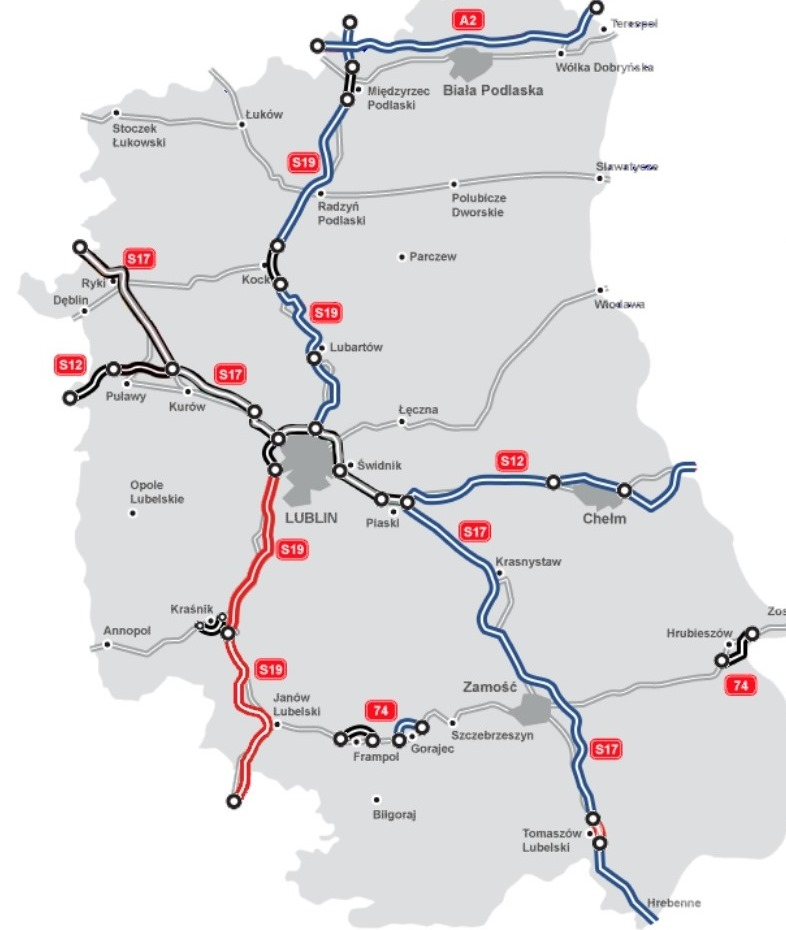 A2
Terespol
Wólka Dobryńska
Biała Podlaska
Międzyrzec
Podlaski
Stoczek
Łukowski
Łuków
S19
Sławatycze
Radzyń
Podlaski
Polubicze
Dworskie
S17
Parczew
Ryki
Kock
Dęblin
Włodawa
S19
Lubartów
S12
S17
Puławy
Kurów
Łęczna
Świdnik
S12
Opole
Lubelskie
LUBLIN
Piaski
Chełm
S17
S19
Krasnystaw
Kraśnik
Annopol
Zos
Hrubieszów
S19
74
Zamość
Janów
Lubelski
74
Szczebrzeszyn
Gorajec
Frampol
S17
Biłgoraj
Tomaszów
Lubelski
Hrebenne